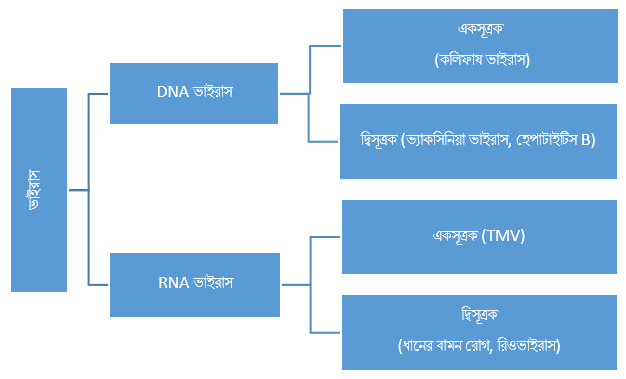 ভাইরাস
DNA ভাইরাস
একসূত্রক
(কলিফায ভাইরাস)
দ্বিসূত্রক (ভ্যাকসিনিয়া ভাইরাস, হেপাটাইটিস B)
RNA ভাইরাস
একসূত্রক (TMV)
দ্বিসূত্রক
(ধানের বামন রোগ, রিওভাইরাস)